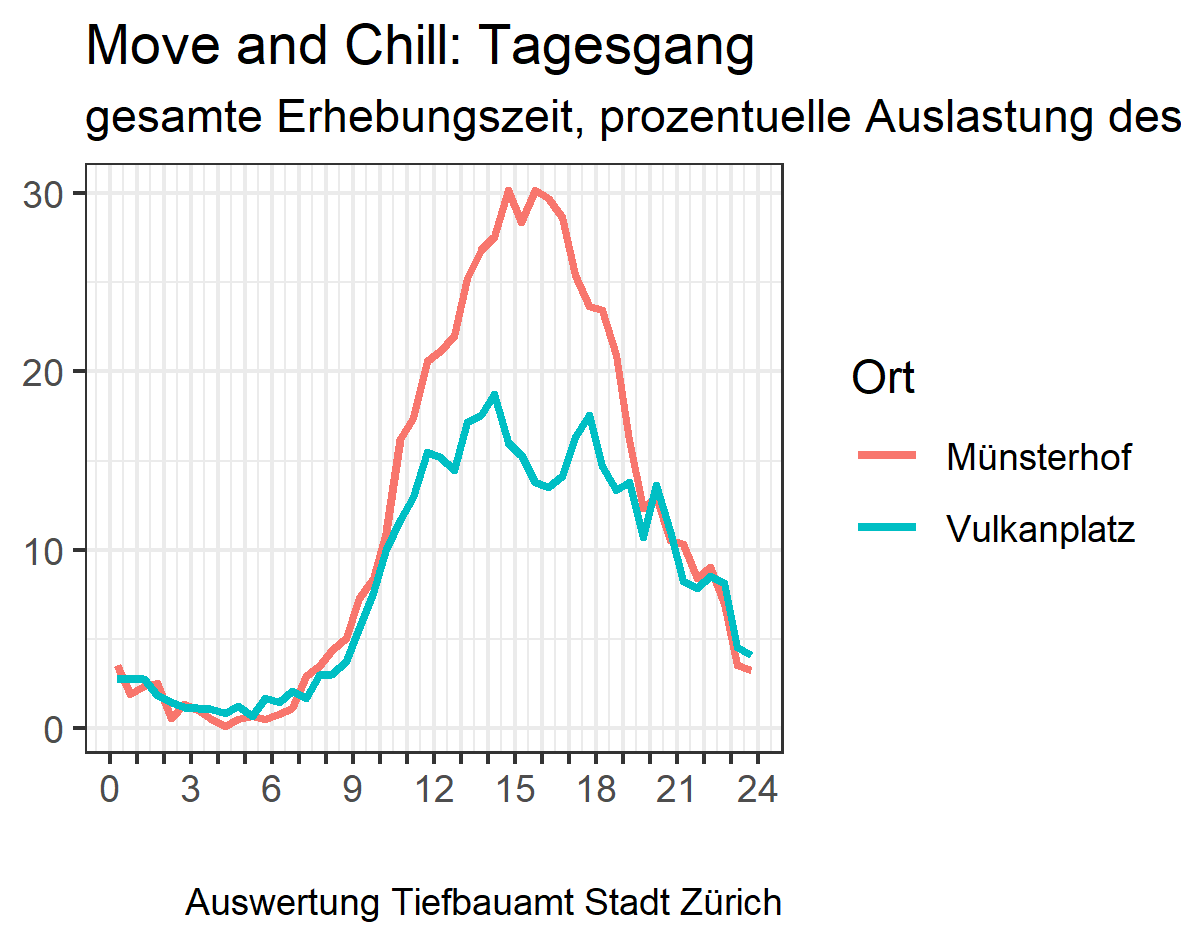 Move and Chill: Tagesgang
gesamte Erhebungszeit, prozentuelle Auslastung des
30
20
10
0
0 3 6 9 12 15 18 21 24
Ort
Münsterhof
Vulkanplatz
Auswertung Tiefbauamt Stadt Zürich